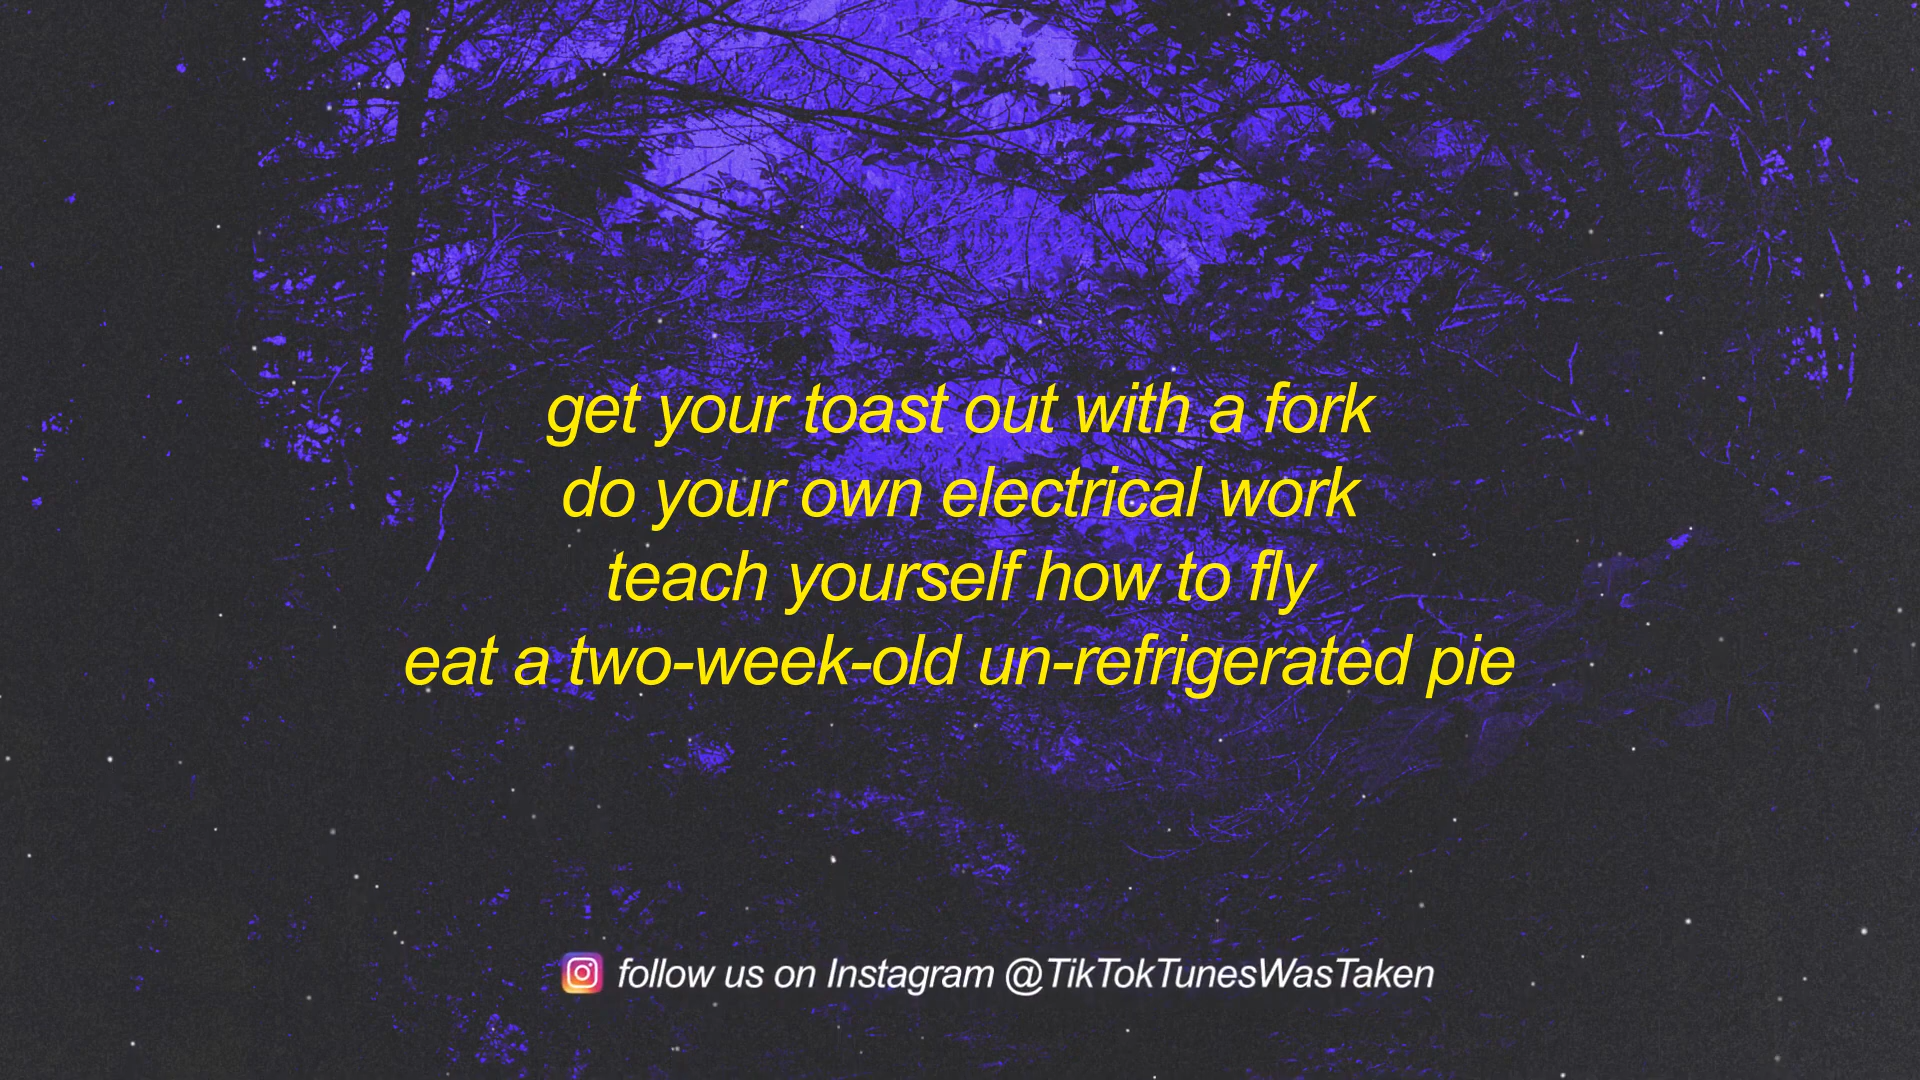 get your toast out with a fork
do your own electrical work
teach yourself how to fly
eat a two-week-old un-refrigerated pie
follow us on Instagram @TikTokTunesWasTaken